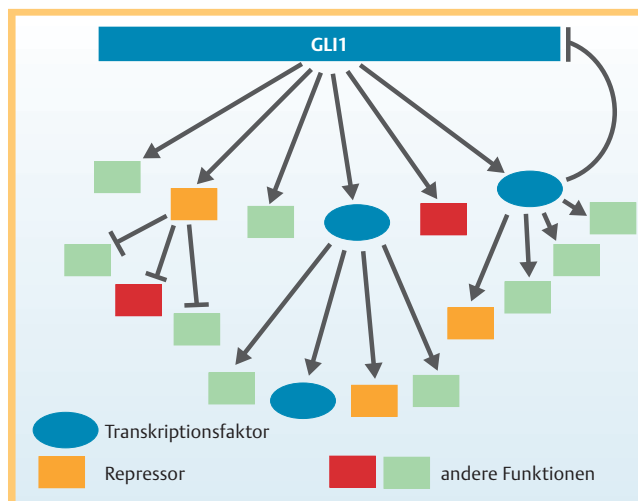 GLI1
Transkriptionsfaktor
Repressor
andere Funktionen